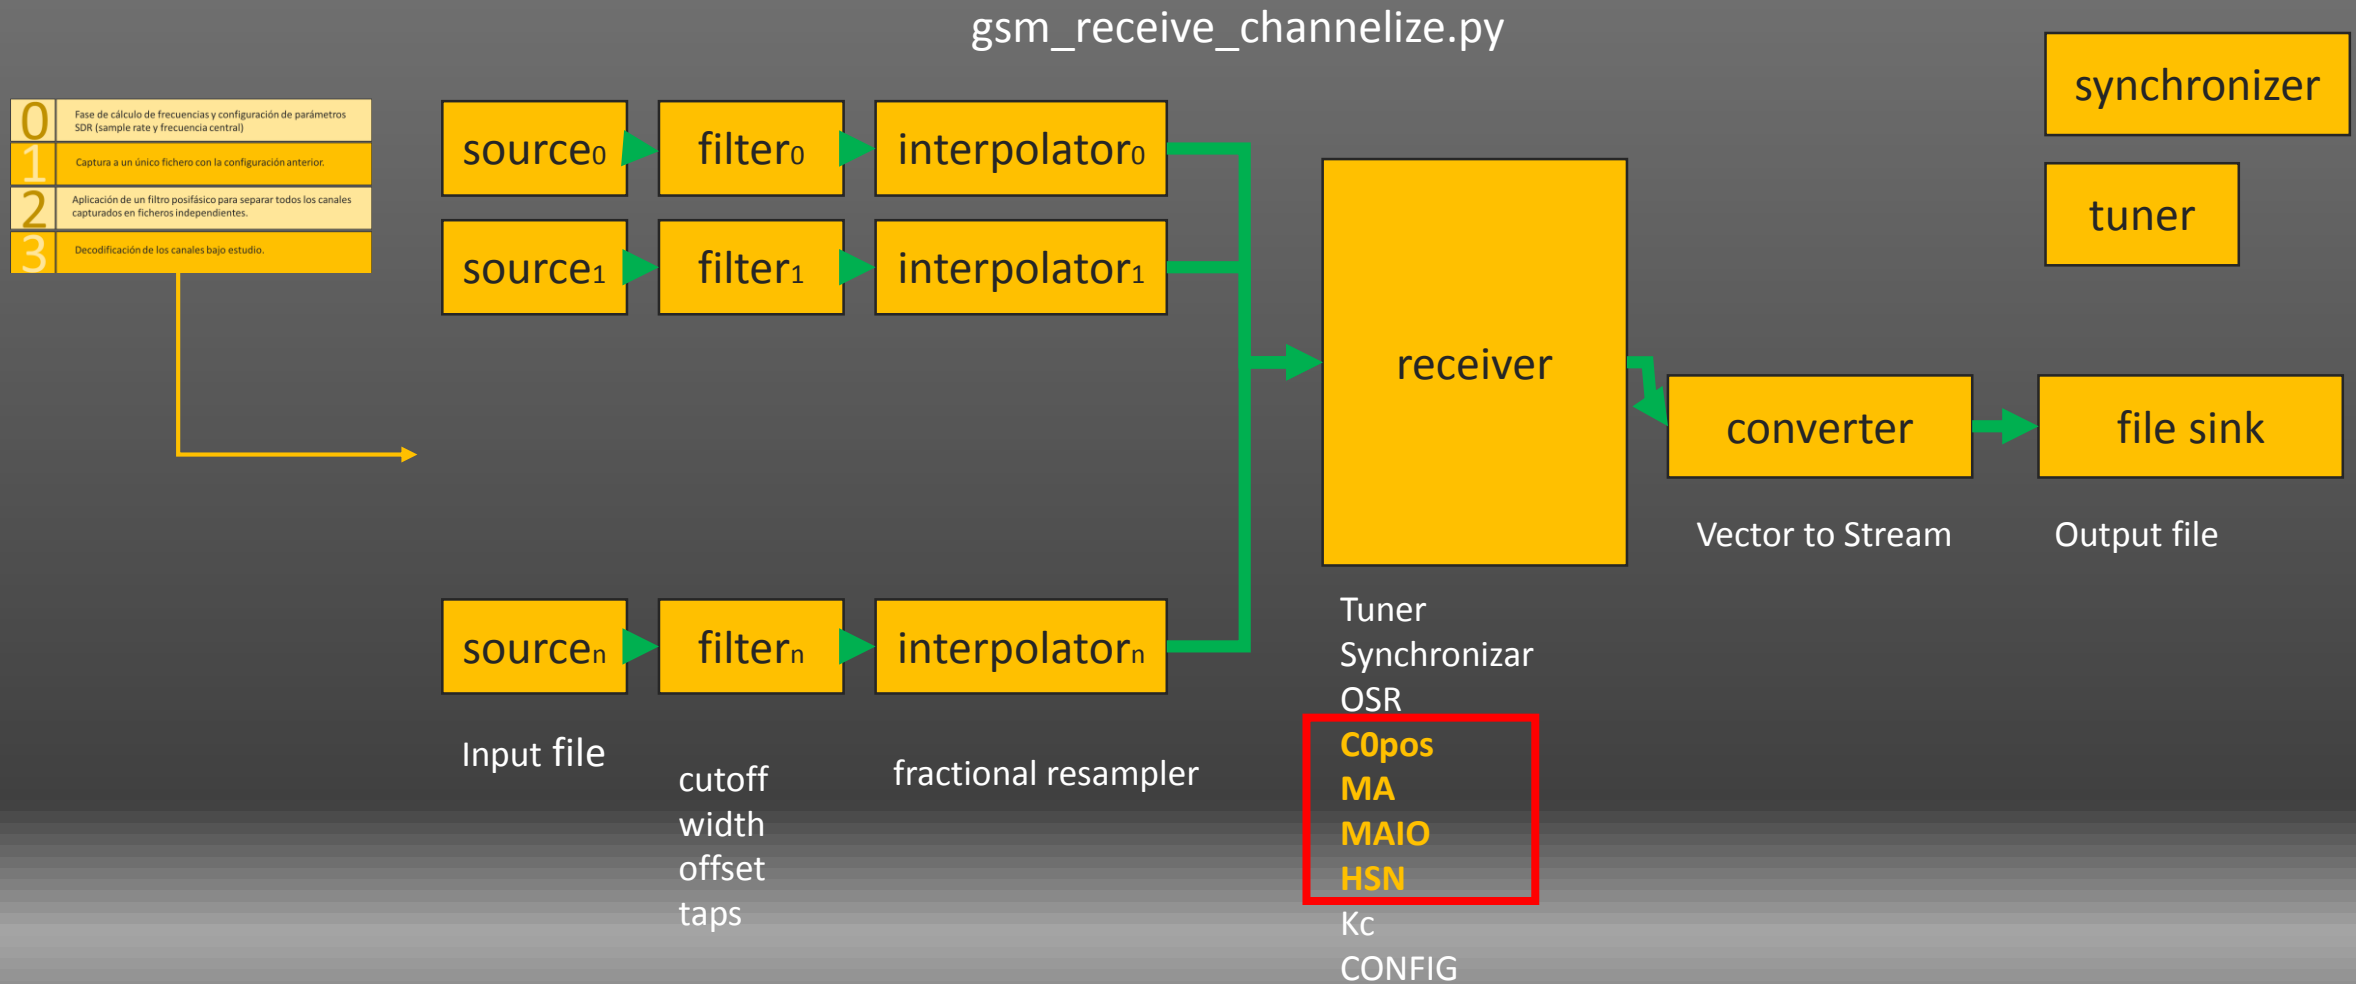 gsm_receive_channelize.py
0
Fase de cálculo de frecuencias y configuración de parámetros
SDR (sample rate y frecuencia central)
1
Captura a un único fichero con la configuración anterior.
2
Aplicación de un filtro posifásico para separar todos los canales
capturados en ficheros independientes.
3
Decodificación de los canales bajo estudio.
source0
filter0
interpolator0
source1
filter1
interpolator1
sourcen
filtern
interpolatorn
Input file
cutoff
width
offset
taps
fractional resampler
receiver
Tuner
Synchronizar
OSR
C0pos
MA
MAIO
HSN
Kc
CONFIG
synchronizer
tuner
converter
file sink
Vector to Stream
Output file